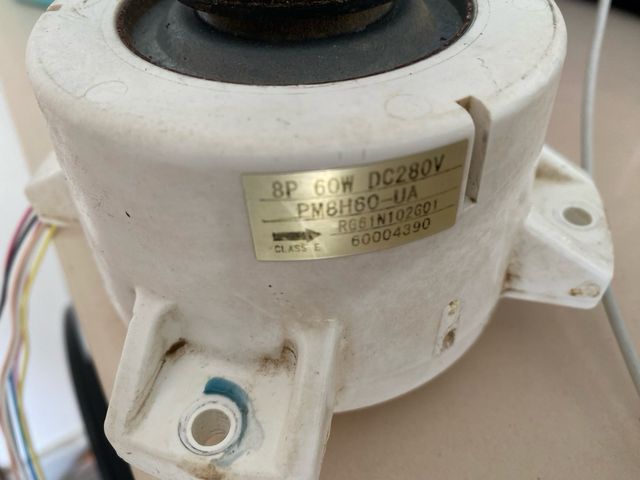 8P 60W DC280V
PM8H60-UA
RG61N102G01
CLASS E
60004390